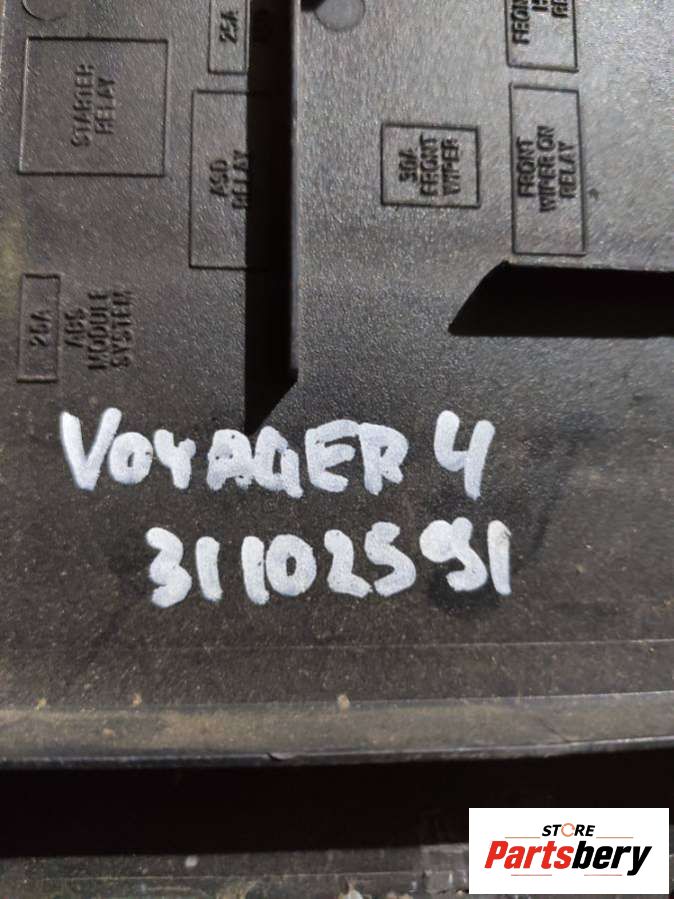 25A
STARTER
RELAY
ASD
RELAY
30A
FRONT
WIPER
FRONT
FRONT
WIPER ON
RELAY
25A
ABS
MODULE
SYSTEM
VOYAGER 4
31102591
STORE
Partsbery